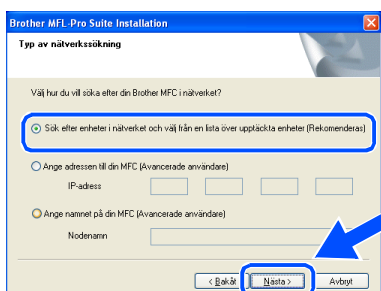 Brother MFL-Pro Suite Installation
Typ av nätverkssökning
Välj hur du vill söka efter din Brother MFC i nätverket?
Sök efter enheter i nätverket och välj från en lista över upptäckta enheter (Rekomenderas)
Ange adressen till din MFC (Avancerade användare)
IP-adress
Ange namnet på din MFC (Avancerade användare)
Nodenamn
< Bakåt Nästa > Avbryt